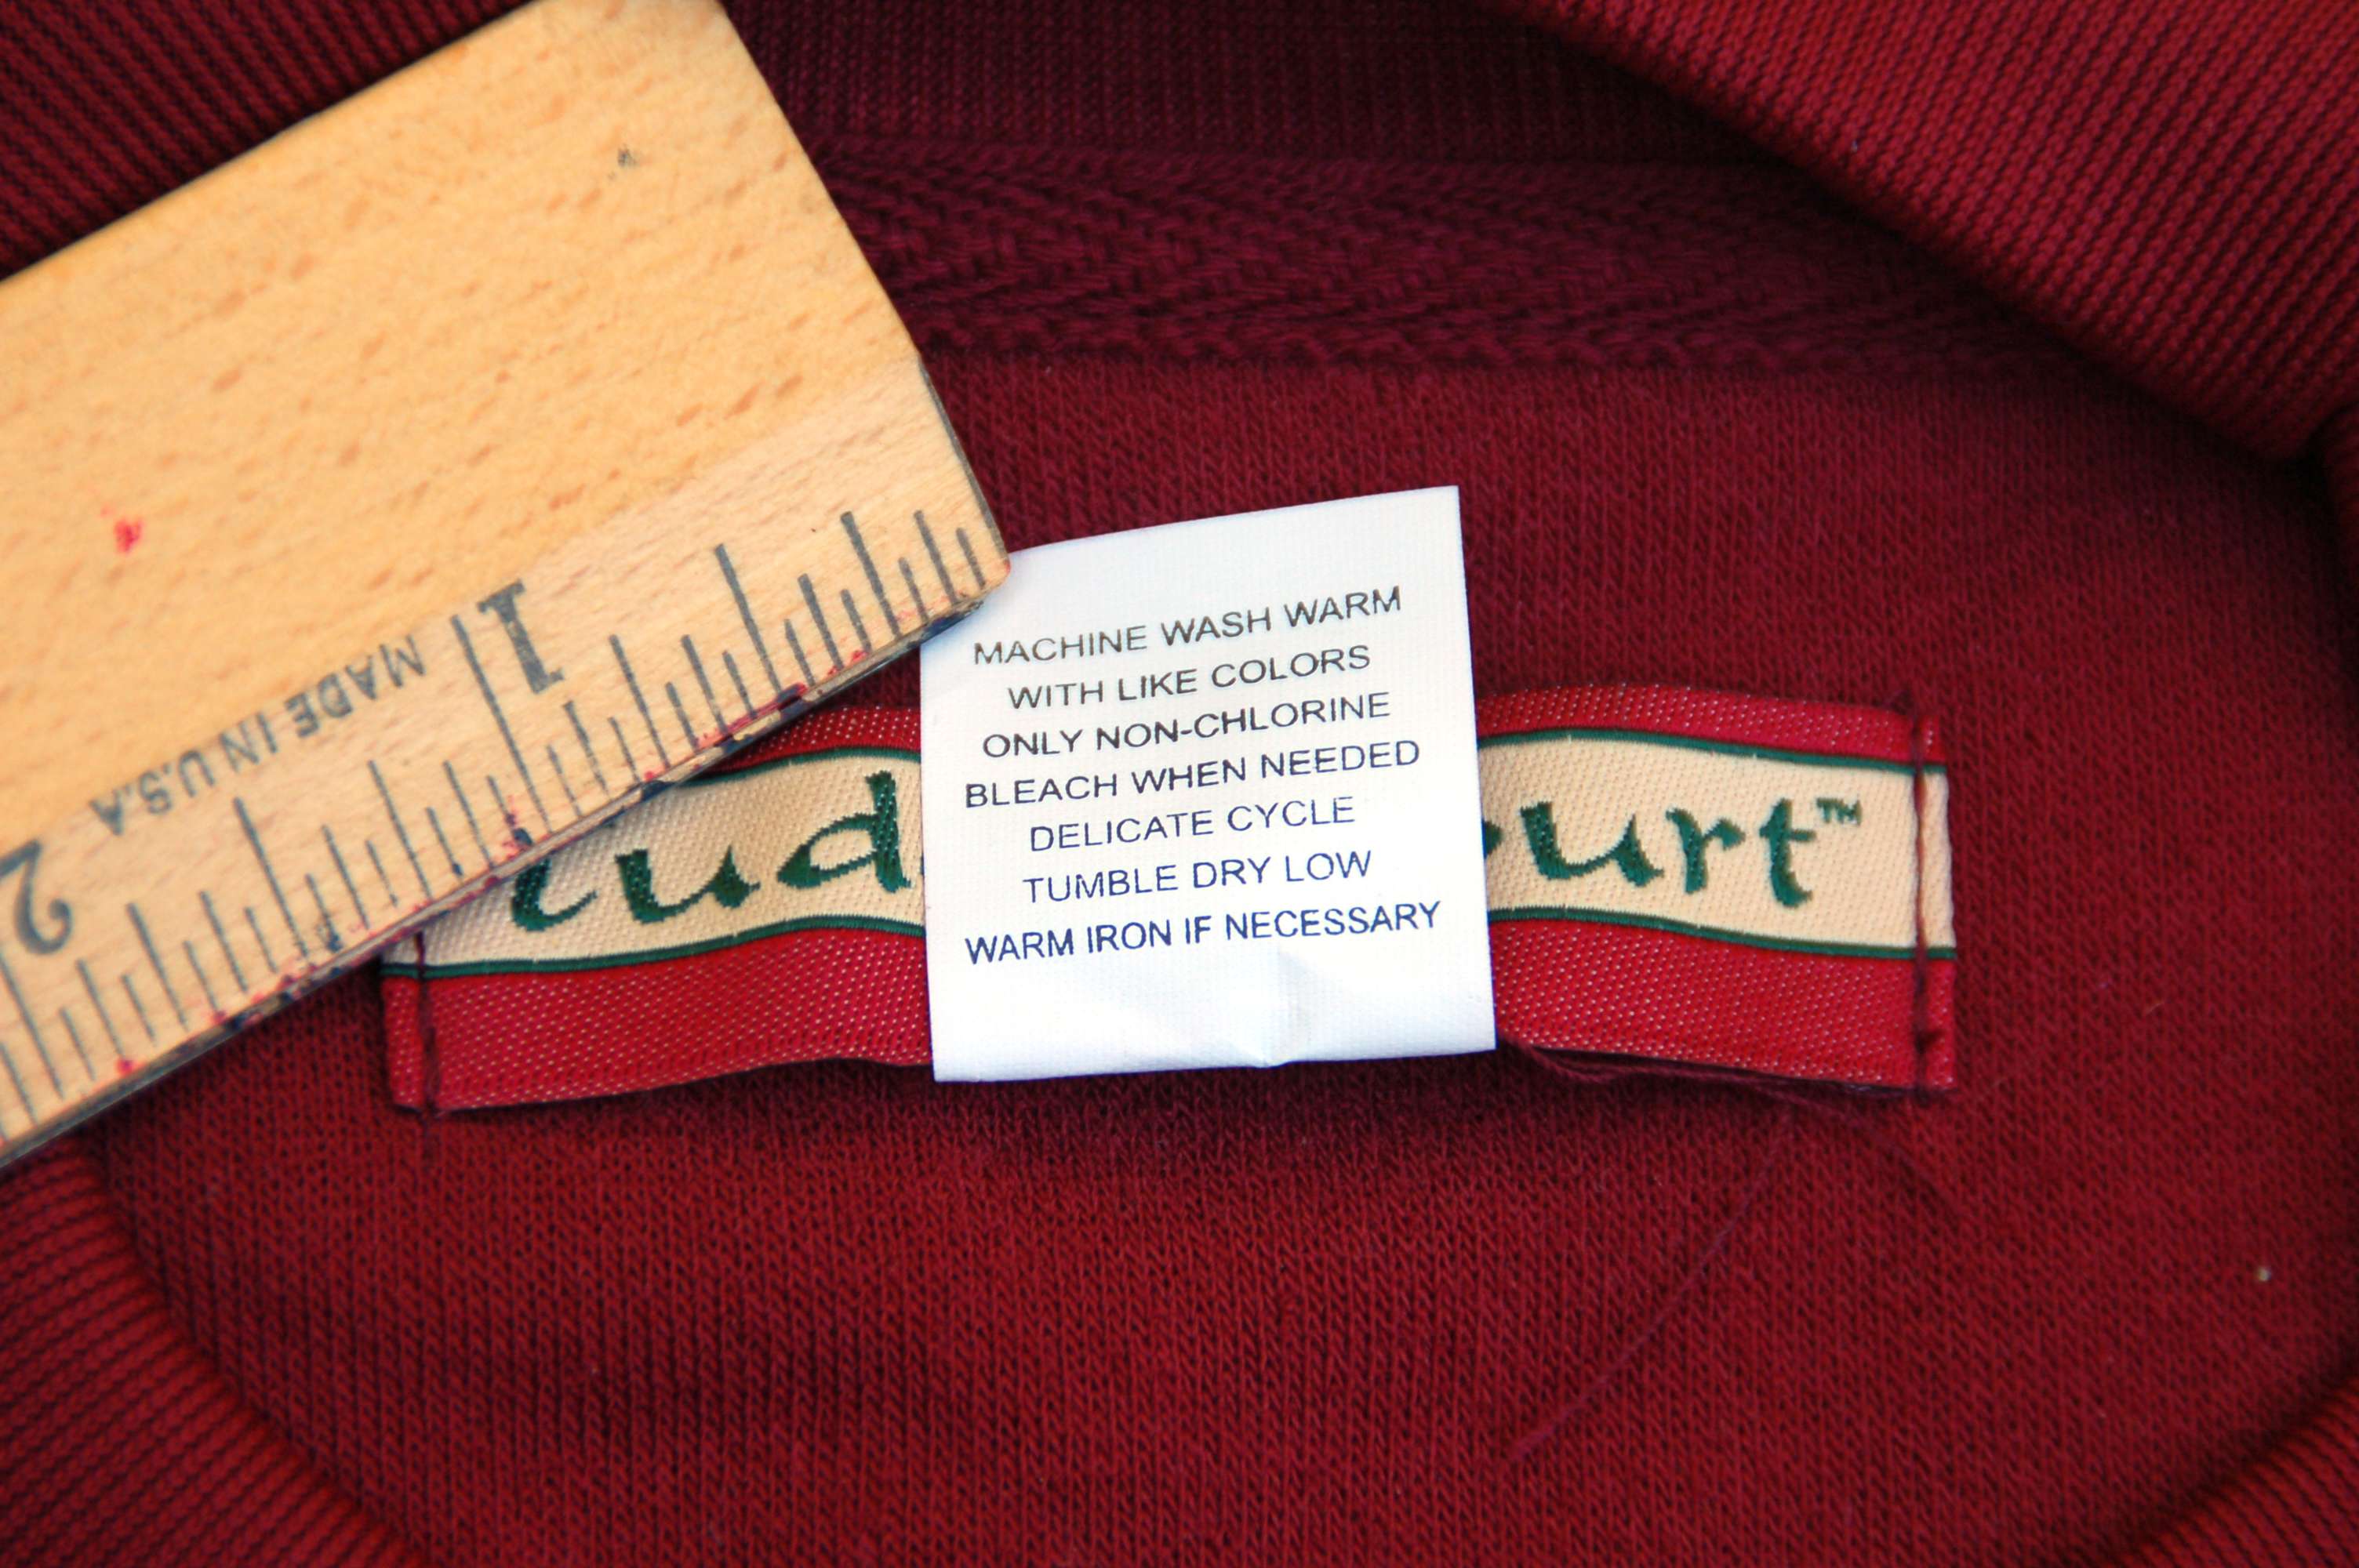 1
MADE IN U.S.A
2
MACHINE WASH WARM
WITH LIKE COLORS
ONLY NON-CHLORINE
BLEACH WHEN NEEDED
DELICATE CYCLE
TUMBLE DRY LOW
WARM IRON IF NECESSARY
urt™